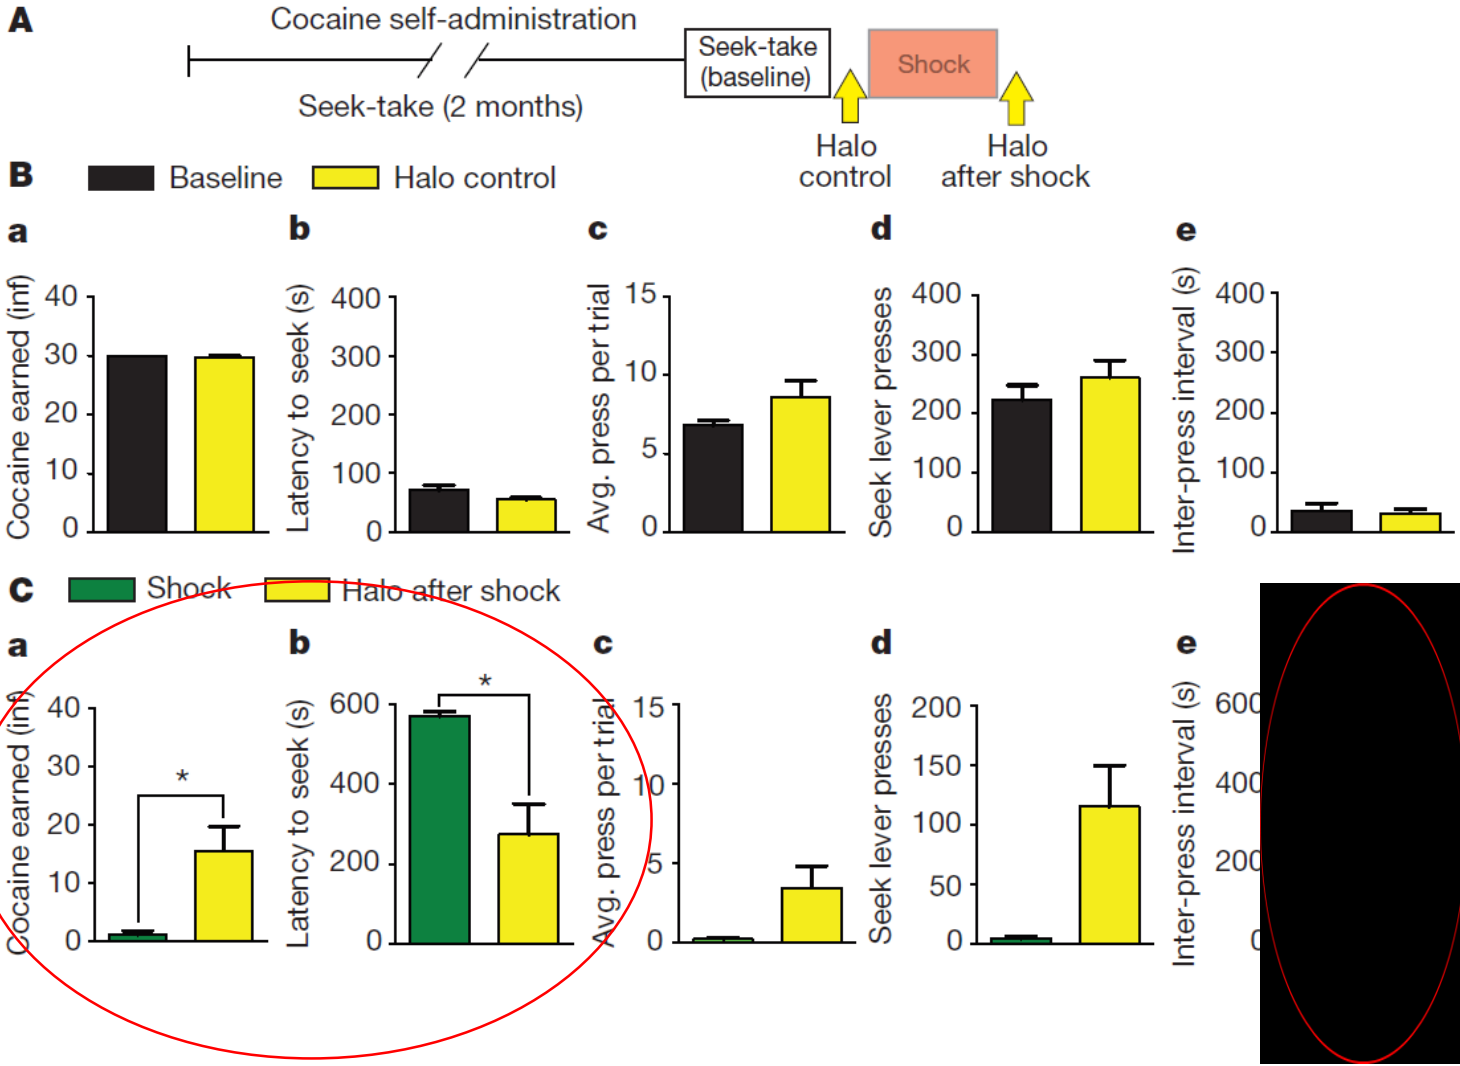 A
Cocaine self-administration
Seek-take (2 months)
Seek-take
(baseline)
Shock
Halo
control
Halo
after shock
B
Baseline
Halo control
a
Cocaine earned (inf)
40
30
20
10
0
b
Latency to seek (s)
400
300
200
100
0
c
Avg. press per trial
15
10
5
0
d
Seek lever presses
400
300
200
100
0
e
Inter-press interval (s)
400
300
200
100
0
C
Shock
Halo after shock
a
Cocaine earned (inf)
40
30
20
10
0
*
b
Latency to seek (s)
600
400
200
0
*
c
Avg. press per trial
15
10
5
0
d
Seek lever presses
200
150
100
50
0
e
Inter-press interval (s)
600
400
200
0